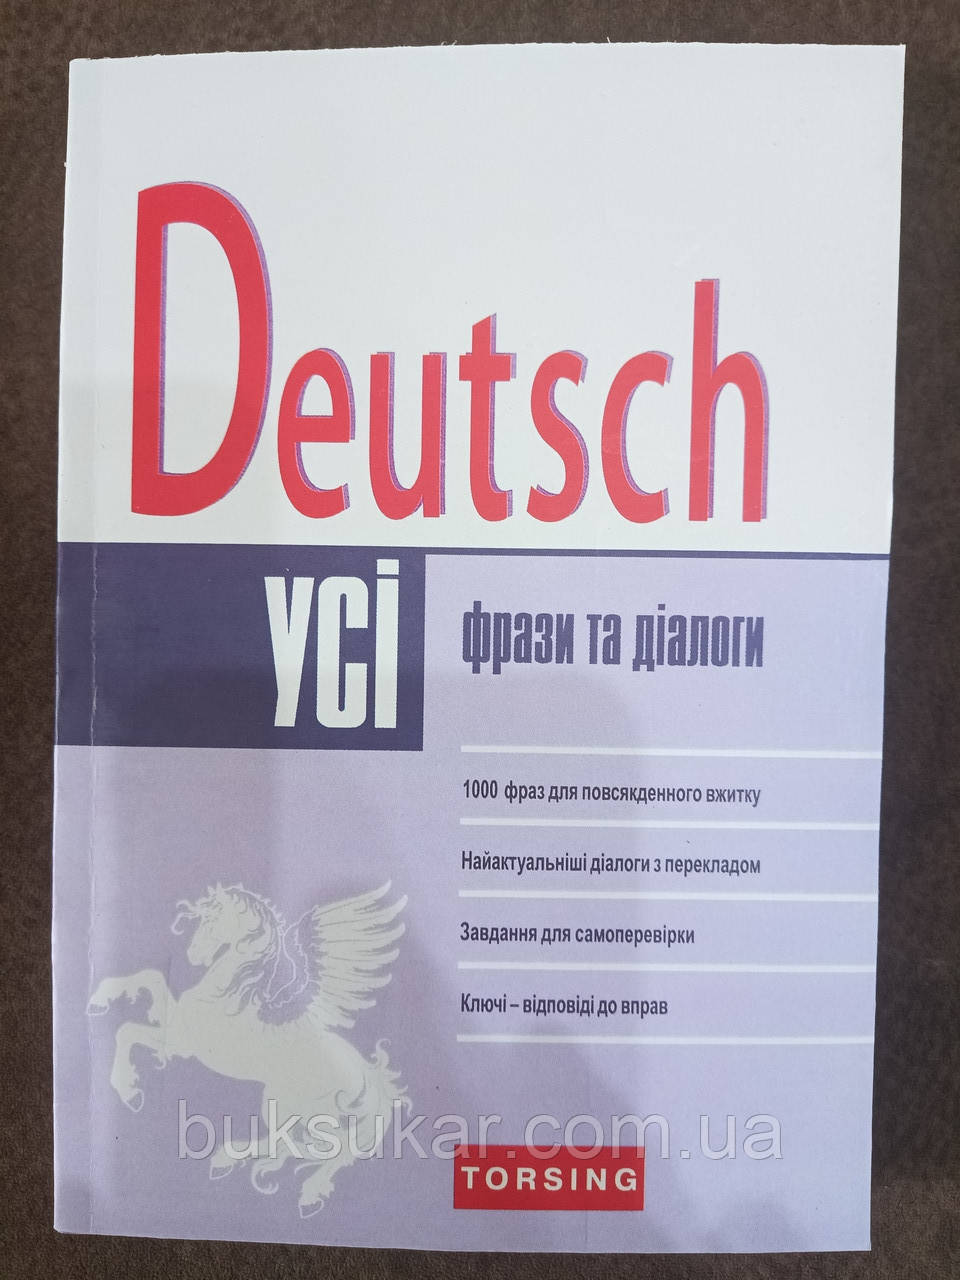 Deutsch
усі
фрази та діалоги
1000 фраз для повсякденного вжитку
Найактуальніші діалоги з перекладом
Завдання для самоперевірки
Ключі – відповіді до вправ
buksukar.com.ua
TORSING